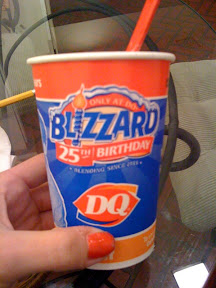 ONLY AT DQ
BLIZZARD
25TH BIRTHDAY
BLENDING SINCE 1985
DQ